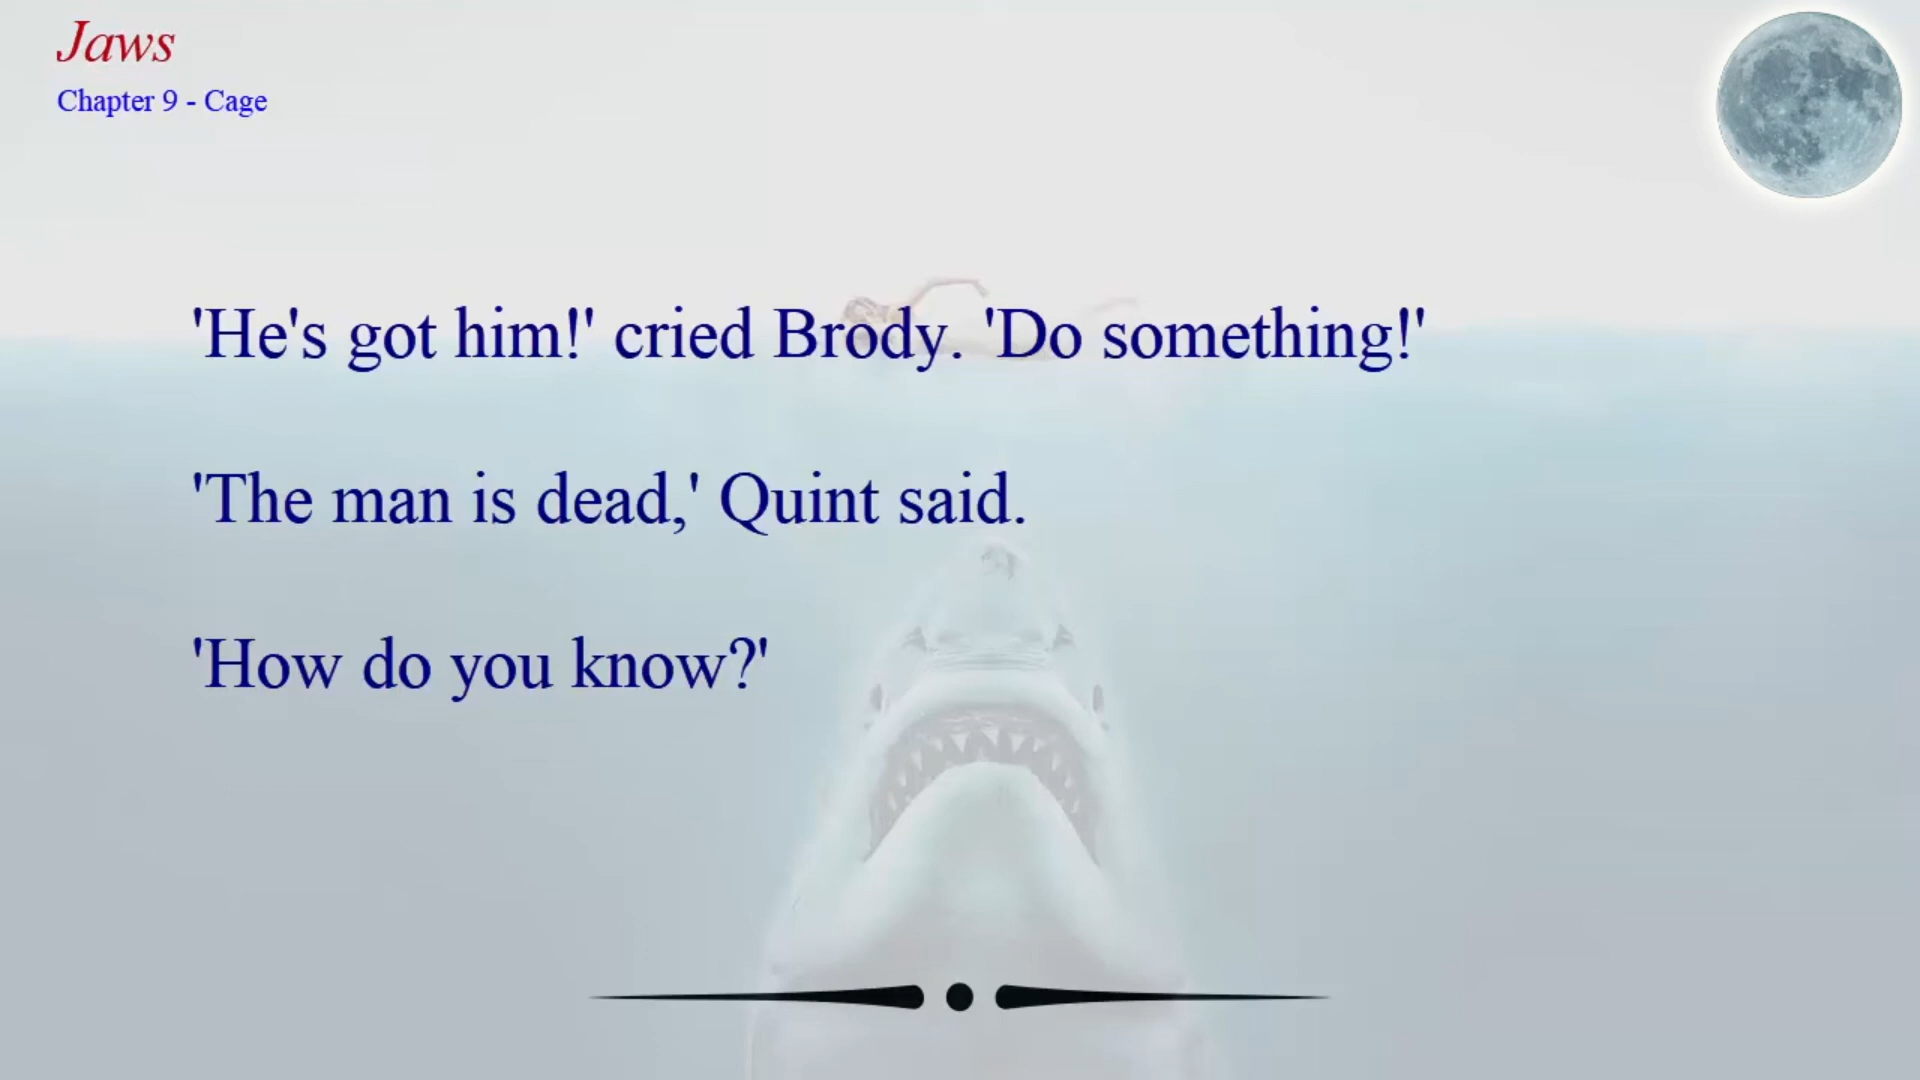 Jaws
Chapter 9 - Cage
'He's got him!' cried Brody. 'Do something!'
'The man is dead,' Quint said.
'How do you know?'